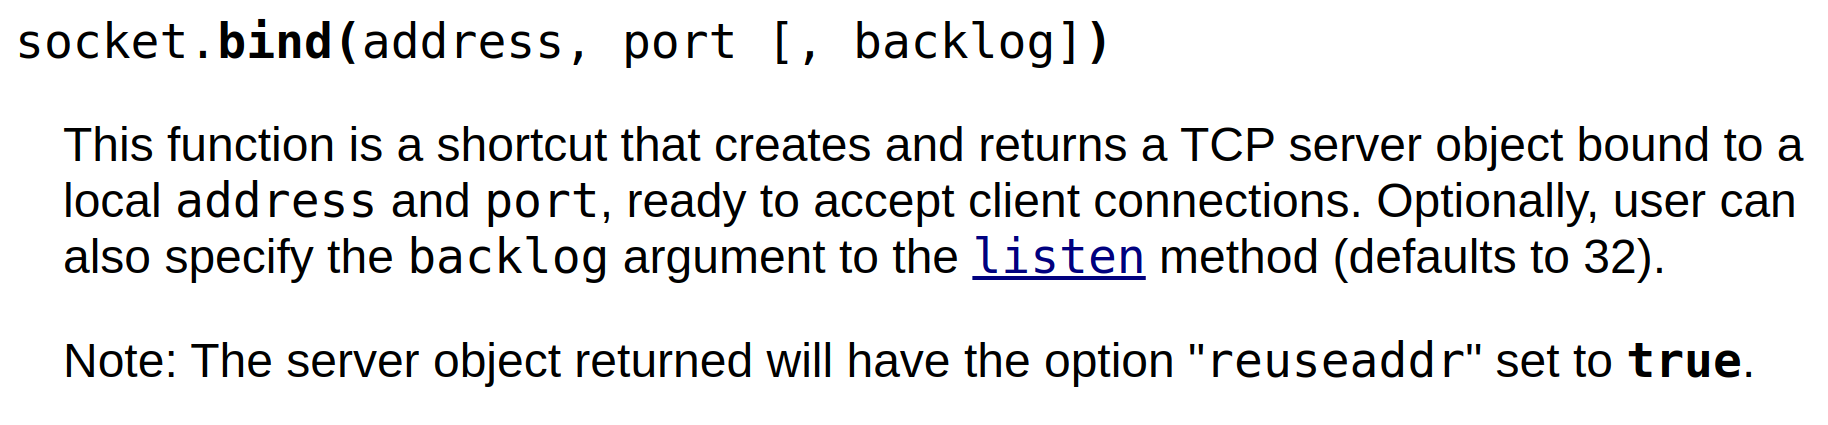 socket.bind(address, port [, backlog])
This function is a shortcut that creates and returns a TCP server object bound to a
local address and port, ready to accept client connections. Optionally, user can
also specify the backlog argument to the listen method (defaults to 32).
Note: The server object returned will have the option "reuseaddr" set to true.